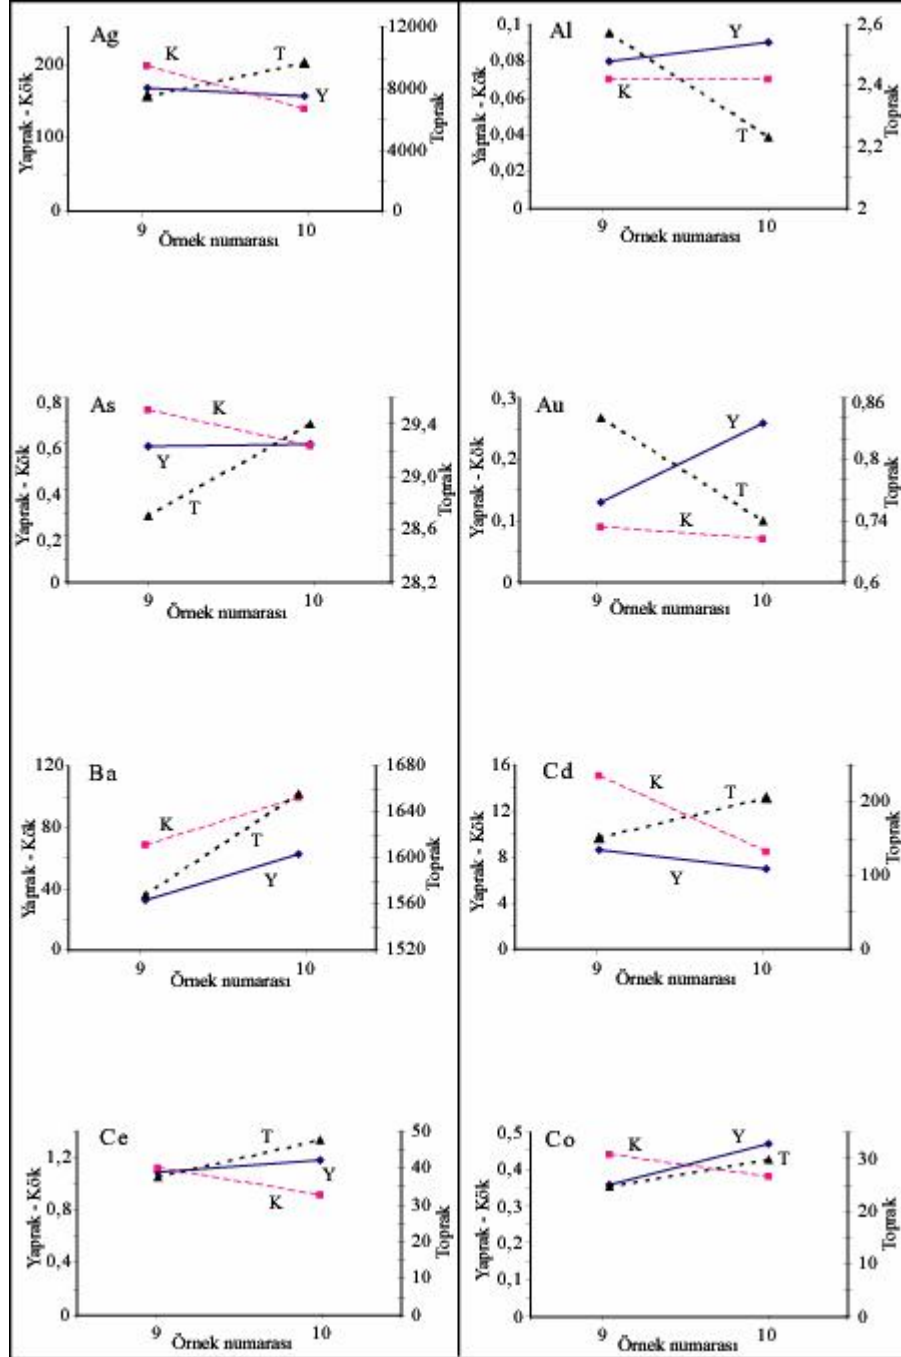 Ag
Yaprak - Kök
200
100
0
K
T
Y
12000
8000
4000
0
Toprak
9
10
Örnek numarası
Al
Yaprak - Kök
0,1
0,08
0,06
0,04
0,02
0
Y
K
T
2,6
2,4
2,2
2
Toprak
9
10
Örnek numarası
As
Yaprak - Kök
0,8
0,6
0,4
0,2
0
K
Y
T
29,4
29,0
28,6
28,2
Toprak
9
10
Örnek numarası
Au
Yaprak - Kök
0,3
0,2
0,1
0
Y
T
K
0,86
0,8
0,74
0,6
Toprak
9
10
Örnek numarası
Ba
Yaprak - Kök
120
80
40
0
K
T
Y
1680
1640
1600
1560
1520
Toprak
9
10
Örnek numarası
Cd
Yaprak - Kök
16
12
8
4
0
K
T
Y
200
100
0
Toprak
9
10
Örnek numarası
Ce
Yaprak - Kök
1,2
0,8
0,4
0
T
Y
K
50
40
30
20
10
0
Toprak
9
10
Örnek numarası
Co
Yaprak - Kök
0,5
0,4
0,3
0,2
0,1
0
K
Y
T
30
20
10
0
Toprak
9
10
Örnek numarası